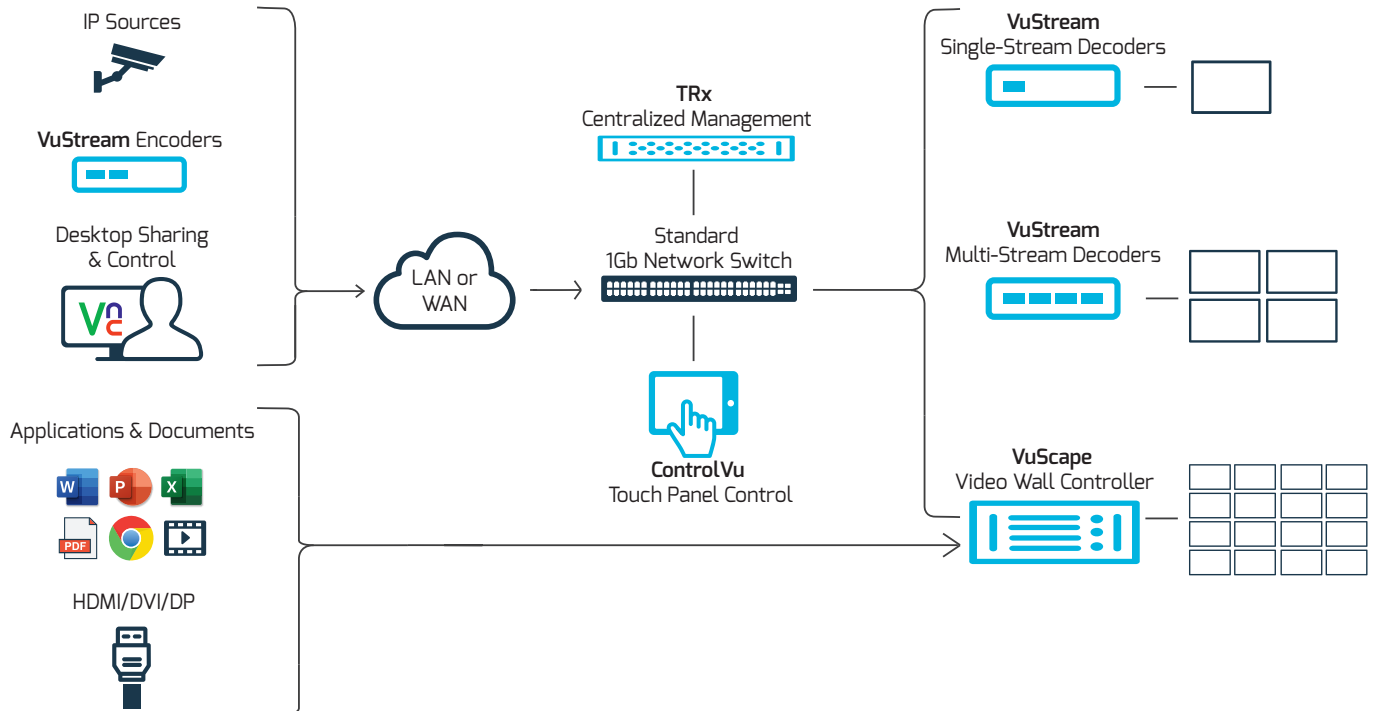 IP Sources
VuStream Encoders
Desktop Sharing
& Control
Vnc
Applications & Documents
W
P
X
PDF
HDMI/DVI/DP
LAN or
WAN
TRx
Centralized Management
Standard
1Gb Network Switch
ControlVu
Touch Panel Control
VuStream
Single-Stream Decoders
VuStream
Multi-Stream Decoders
VuScape
Video Wall Controller